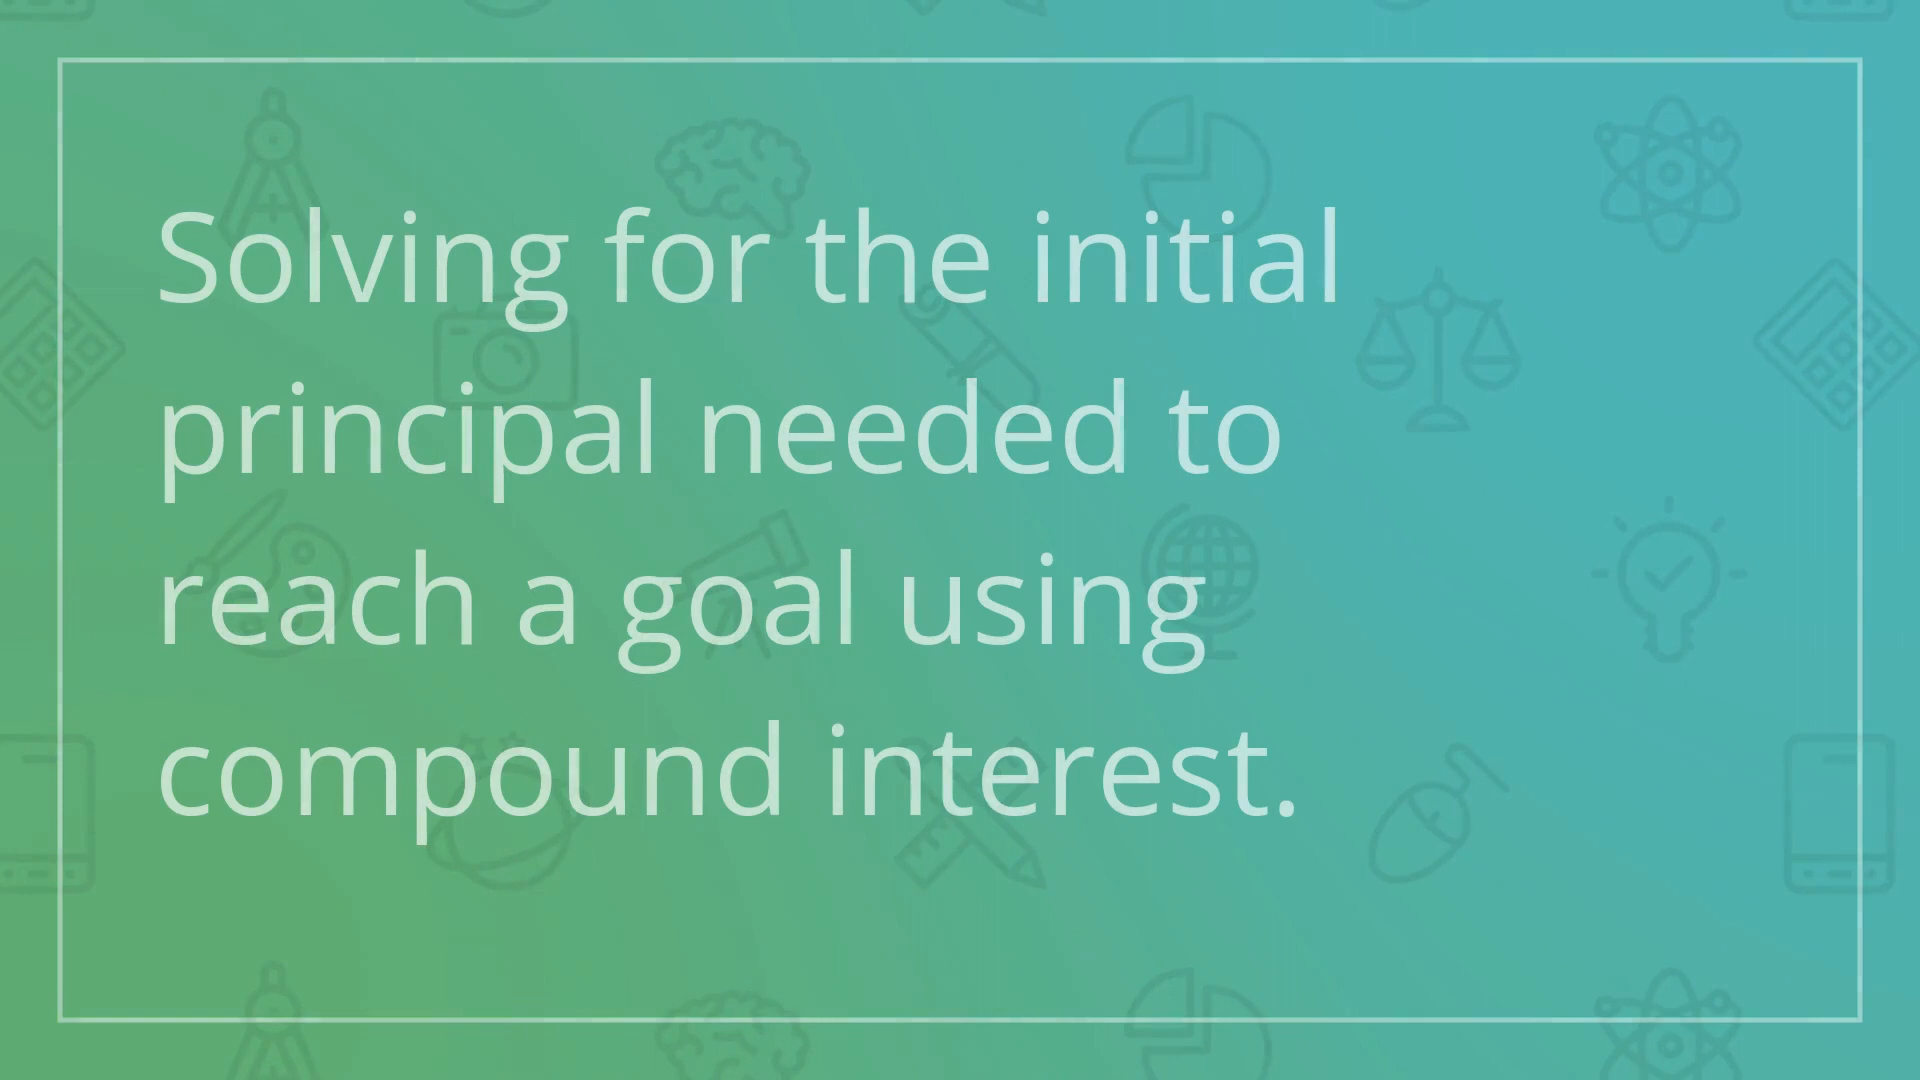 Solving for the initial
principal needed to
reach a goal using
compound interest.